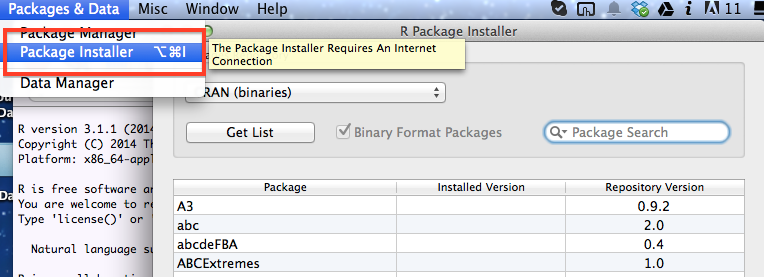 Packages & Data Misc Window Help 11
Package Manager
Package Installer ⌥⌘I
Data Manager
The Package Installer Requires An Internet
Connection
R Package Installer
RAN (binaries)
Get List Binary Format Packages Package Search
Package Installed Version Repository Version
A3 0.9.2
abc 2.0
abcdeFBA 0.4
ABCExtremes 1.0
R version 3.1.1 (2014
Copyright (C) 2014 Th
Platform: x86_64-appl
R is free software an
You are welcome to re
Type 'license()' or '
Natural language su